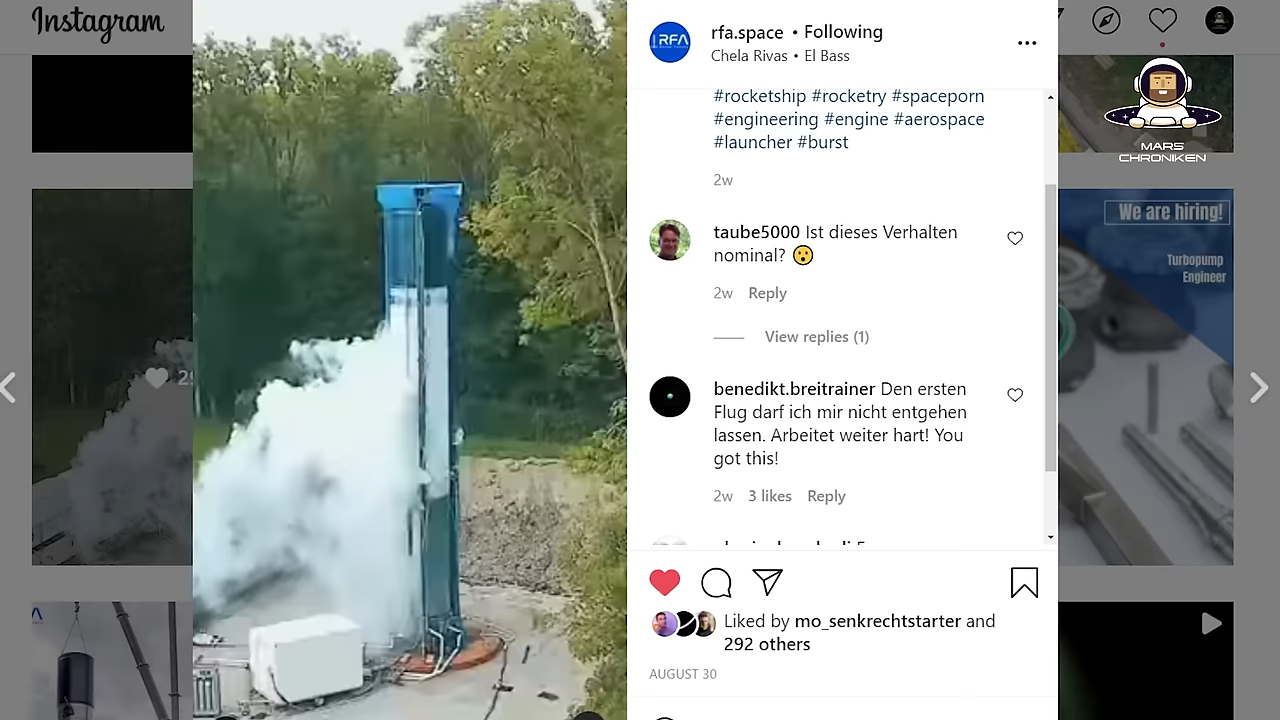 Instagram
RFA
rfa.space • Following
Chela Rivas • El Bass
#rocketship #rocketry #spaceporn
#engineering #engine #aerospace
#launcher #burst
2w
taube5000 Ist dieses Verhalten
nominal? 😮
2w Reply
View replies (1)
benedikt.breitrainer Den ersten
Flug darf ich mir nicht entgehen
lassen. Arbeitet weiter hart! You
got this!
2w 3 likes Reply
Liked by mo_senkrechtstarter and
292 others
AUGUST 30
MARS
CHRONIKEN
We are hiring!
Turbopump
Engineer